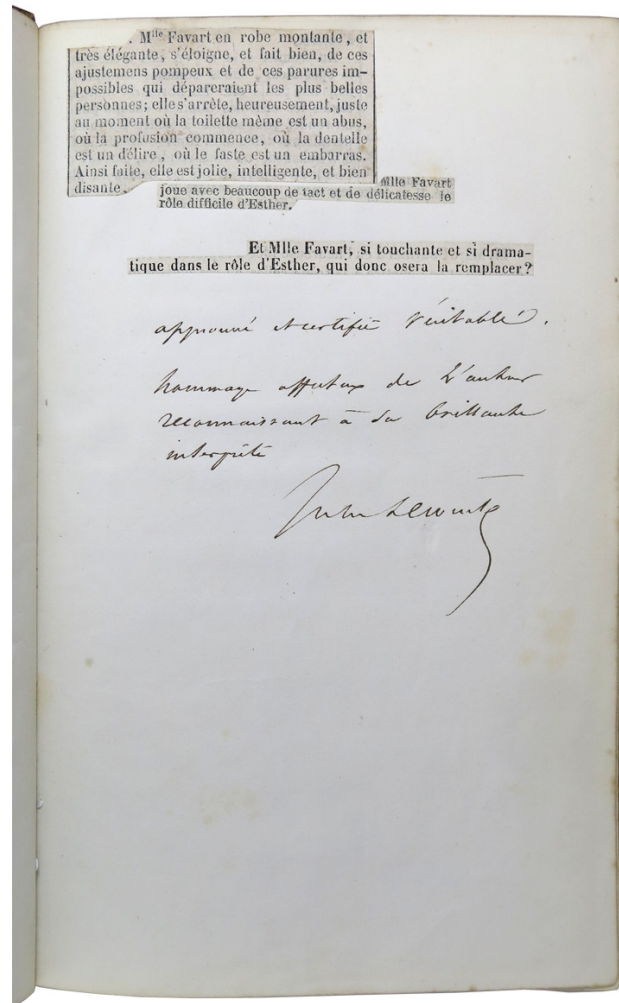 . Mlle Favart en robe montante, et
très élégante, s'éloigne, et fait bien, de ces
ajustemens pompeux et de ces parures im-
possibles qui dépareraient les plus belles
personnes; elle s'arrête, heureusement, juste
au moment où la toilette même est un abus,
où la profusion commence, où la dentelle
est un délire, où le faste est un embarras.
Ainsi faite, elle est jolie, intelligente, et bien
disante.
Mlle Favart
joue avec beaucoup de tact et de délicatesse le
rôle difficile d'Esther.
Et Mlle Favart, si touchante et si drama-
tique dans le rôle d'Esther, qui donc osera la remplacer?
approuvé et certifié véritable.
hommage affectueux de L'auteur
reconnaissant à sa brillante
interprète